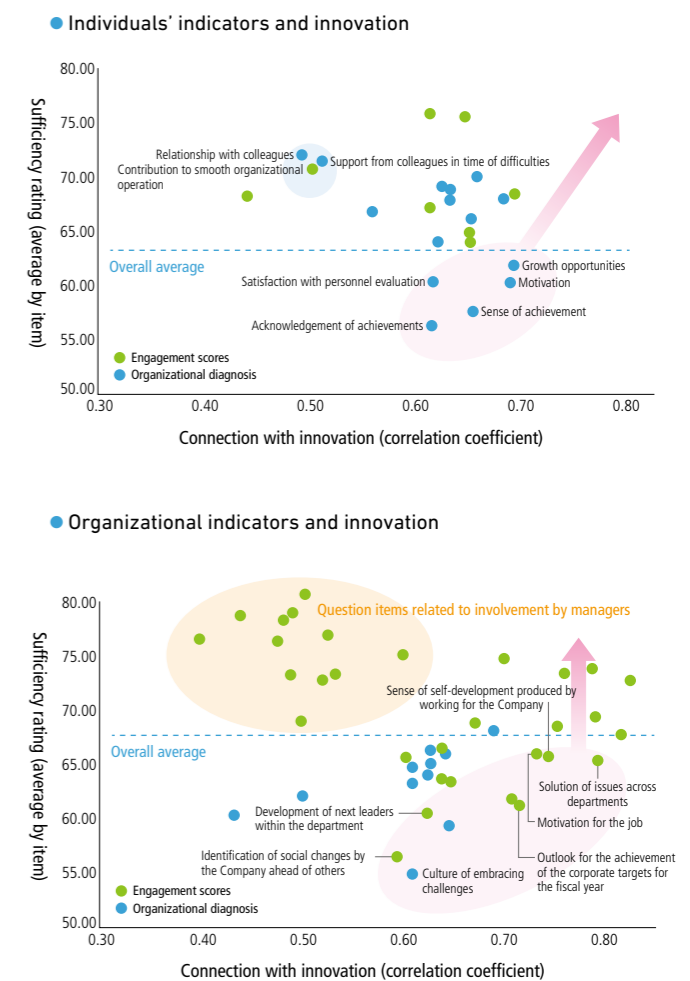 Individuals’ indicators and innovation
Sufficiency rating (average by item)
80.00
75.00
70.00
65.00
60.00
55.00
50.00
Relationship with colleagues
Contribution to smooth organizational
operation
Support from colleagues in time of difficulties
Overall average
Growth opportunities
Satisfaction with personnel evaluation
Motivation
Sense of achievement
Acknowledgement of achievements
Engagement scores
Organizational diagnosis
0.30 0.40 0.50 0.60 0.70 0.80
Connection with innovation (correlation coefficient)
Organizational indicators and innovation
Sufficiency rating (average by item)
80.00
75.00
70.00
65.00
60.00
55.00
50.00
Question items related to involvement by managers
Sense of self-development produced by
working for the Company
Overall average
Solution of issues across
departments
Development of next leaders
within the department
Motivation for the job
Identification of social changes by
the Company ahead of others
Outlook for the achievement
of the corporate targets for
the fiscal year
Culture of embracing
challenges
Engagement scores
Organizational diagnosis
0.30 0.40 0.50 0.60 0.70 0.80
Connection with innovation (correlation coefficient)